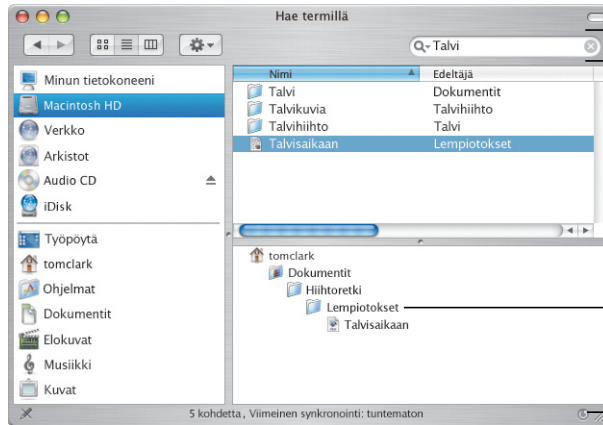 Hae termillä
Talvi
Minun tietokoneeni
Macintosh HD
Verkko
Arkistot
Audio CD
iDisk
Työpöytä
tomclark
Ohjelmat
Dokumentit
Elokuvat
Musiikki
Kuvat
Nimi Edeltäjä
Talvi Dokumentit
Talvikuvia Talvihiihto
Talvihiihto Talvi
Talvisaikaan Lempiotokset
tomclark
Dokumentit
Hiihtoretki
Lempiotokset
Talvisaikaan
5 kohdetta, Viimeinen synkronointi: tuntematon